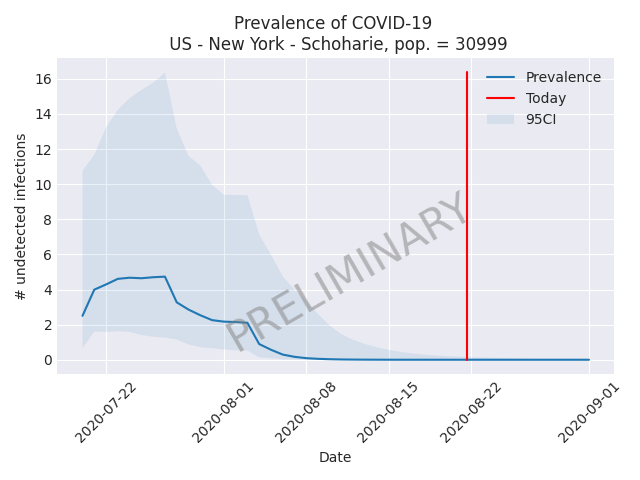 Prevalence of COVID-19
US - New York - Schoharie, pop. = 30999
# undetected infections
16
14
12
10
8
6
4
2
0
Prevalence
Today
95CI
PRELIMINARY
2020-07-22
2020-08-01
2020-08-08
2020-08-15
2020-08-22
2020-09-01
Date